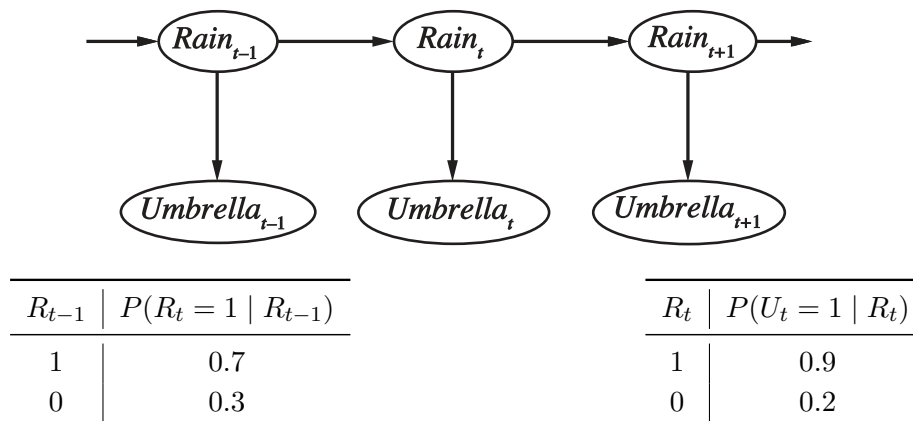 Rain_{t–1} Rain_t Rain_{t+1}
Umbrella_{t–1} Umbrella_t Umbrella_{t+1}
R_{t−1} P(R_t = 1 | R_{t−1})
1 0.7
0 0.3
R_t P(U_t = 1 | R_t)
1 0.9
0 0.2